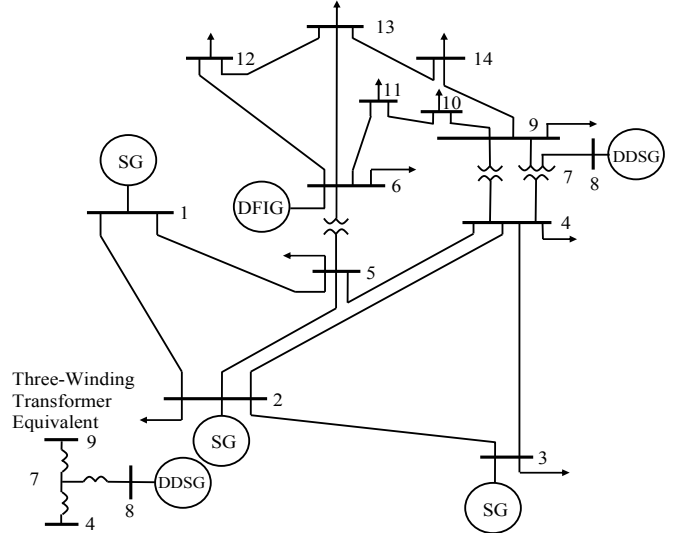 13
12
14
11
10
9
SG
7
8
DDSG
DFIG
6
1
4
5
Three-Winding
Transformer
Equivalent
2
9
SG
3
7
DDSG
8
4
SG